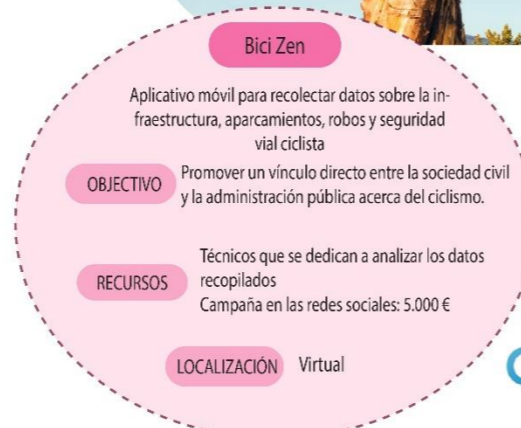 Bici Zen
Aplicativo móvil para recolectar datos sobre la in-
fraestructura, aparcamientos, robos y seguridad
vial ciclista
OBJECTIVO
Promover un vínculo directo entre la sociedad civil
y la administración pública acerca del ciclismo.
RECURSOS
Técnicos que se dedican a analizar los datos
recopilados
Campaña en las redes sociales: 5.000 €
LOCALIZACIÓN Virtual